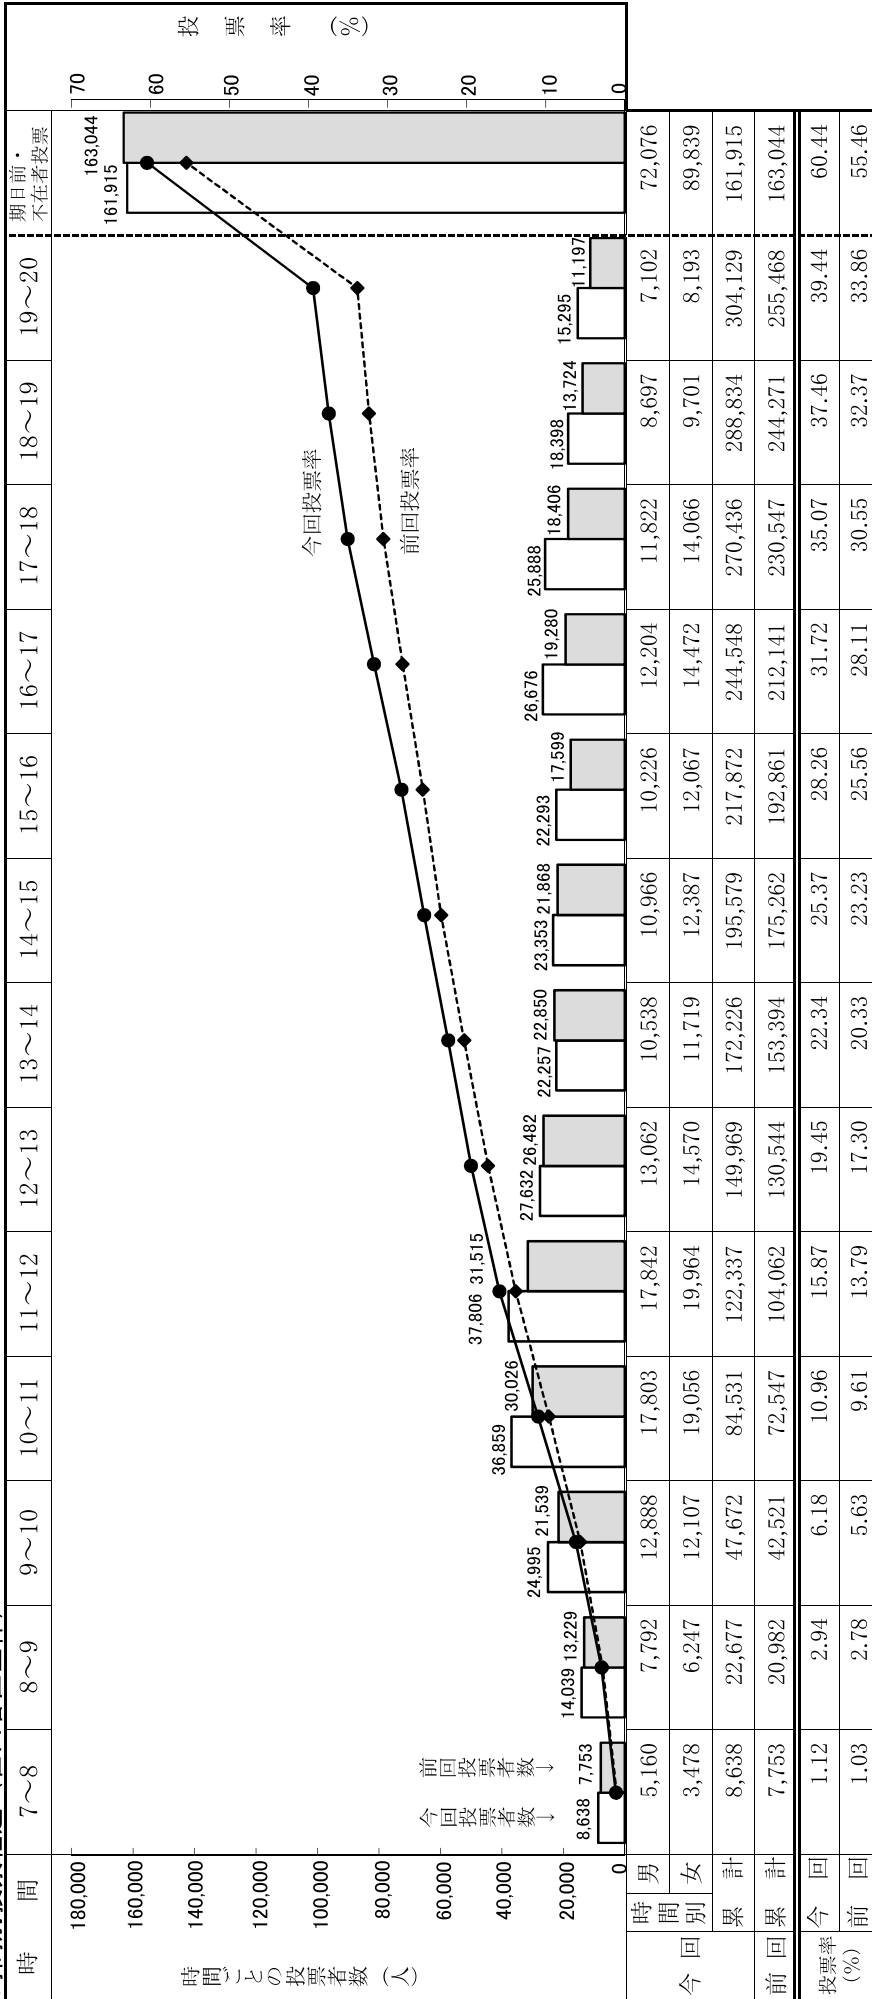 時　間 7～8 8～9 9～10 10～11 11～12 12～13 13～14 14～15 15～16 16～17 17～18 18～19 19～20 期日前・
不在者投票
時間ごとの投票者数（人）
180,000
160,000
140,000
120,000
100,000
80,000
60,000
40,000
20,000
0
投票率（%）
70
60
50
40
30
20
10
0
今回投票者数→
前回投票者数→
今回投票率
前回投票率
8,638 7,753
14,039 13,229
24,995 21,539
36,859 30,026
37,806 31,515
27,632 26,482
22,257 22,850
23,353 21,868
22,293 17,599
26,676 19,280
25,888 18,406
18,398 13,724
15,295 11,197
161,915 163,044
今回 時間別 男 5,160 7,792 12,888 17,803 17,842 13,062 10,538 10,966 10,226 12,204 11,822 8,697 7,102 72,076
女 3,478 6,247 12,107 19,056 19,964 14,570 11,719 12,387 12,067 14,472 14,066 9,701 8,193 89,839
累計 8,638 22,677 47,672 84,531 122,337 149,969 172,226 195,579 217,872 244,548 270,436 288,834 304,129 161,915
前回 累計 7,753 20,982 42,521 72,547 104,062 130,544 153,394 175,262 192,861 212,141 230,547 244,271 255,468 163,044
投票率（%） 今回 1.12 2.94 6.18 10.96 15.87 19.45 22.34 25.37 28.26 31.72 35.07 37.46 39.44 60.44
前回 1.03 2.78 5.63 9.61 13.79 17.30 20.33 23.23 25.56 28.11 30.55 32.37 33.86 55.46